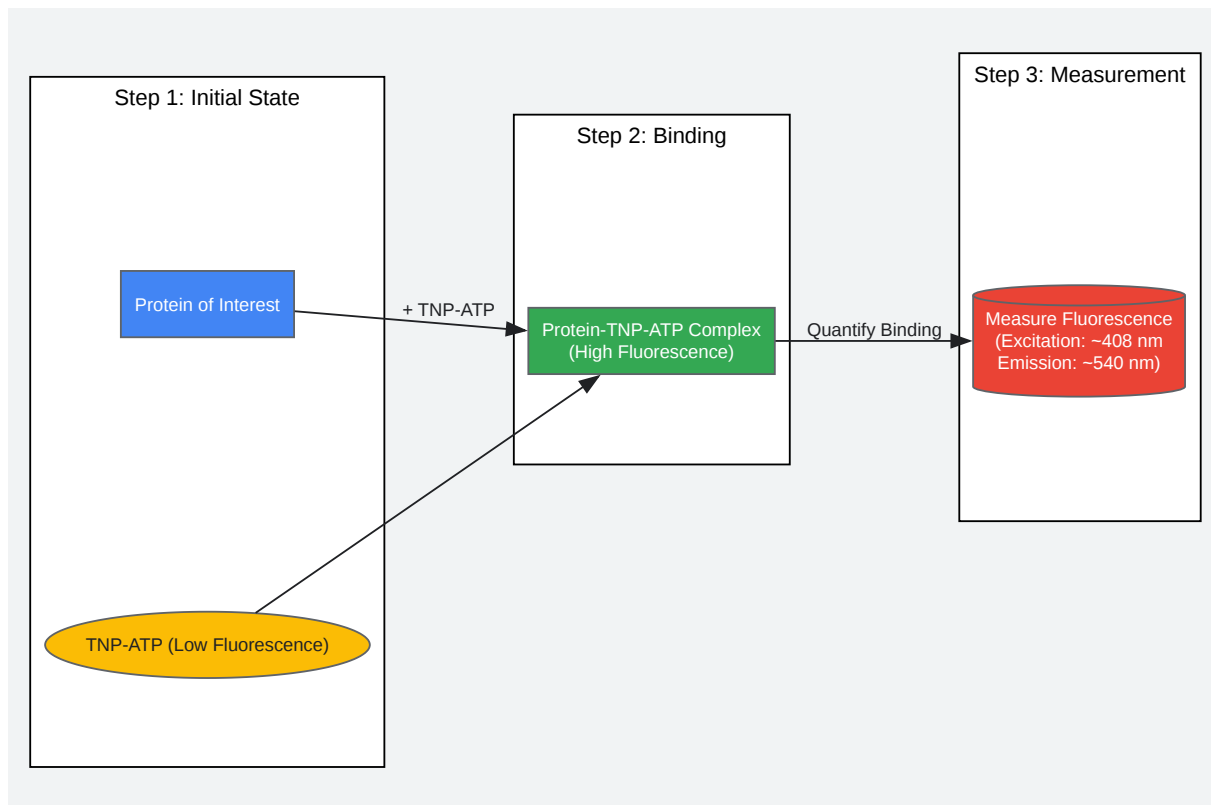 Step 1: Initial State
Protein of Interest
TNP-ATP (Low Fluorescence)
+ TNP-ATP
Step 2: Binding
Protein-TNP-ATP Complex
(High Fluorescence)
Quantify Binding
Step 3: Measurement
Measure Fluorescence
(Excitation: ~408 nm
Emission: ~540 nm)